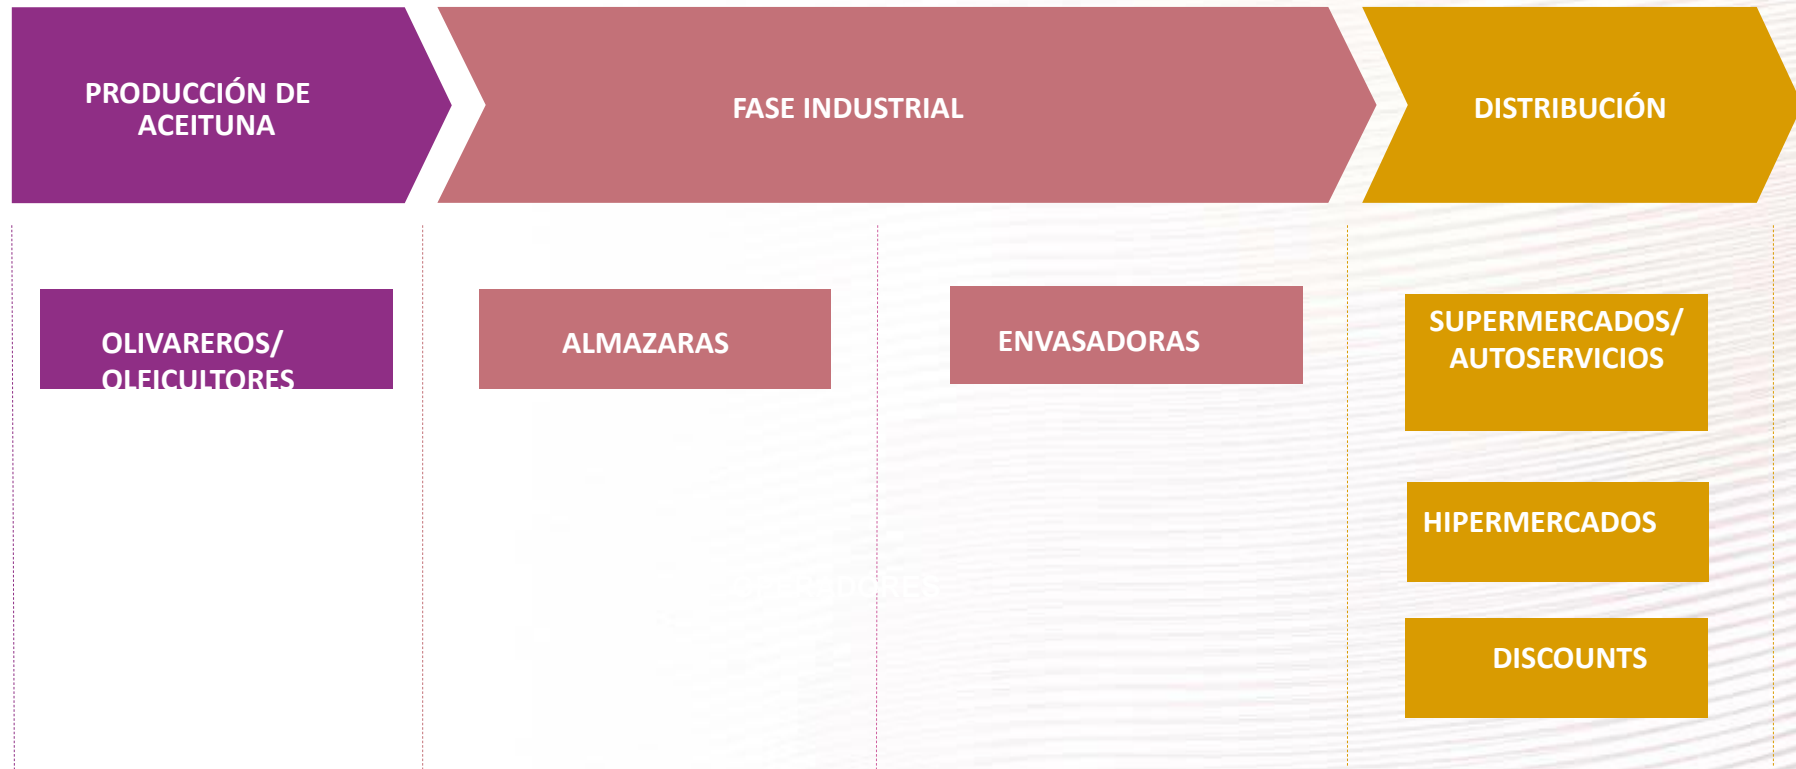 PRODUCCIÓN DE
ACEITUNA
FASE INDUSTRIAL
DISTRIBUCIÓN
OLIVAREROS/
OLEICULTORES
ALMAZARAS
ENVASADORAS
SUPERMERCADOS/
AUTOSERVICIOS
HIPERMERCADOS
DISCOUNTS